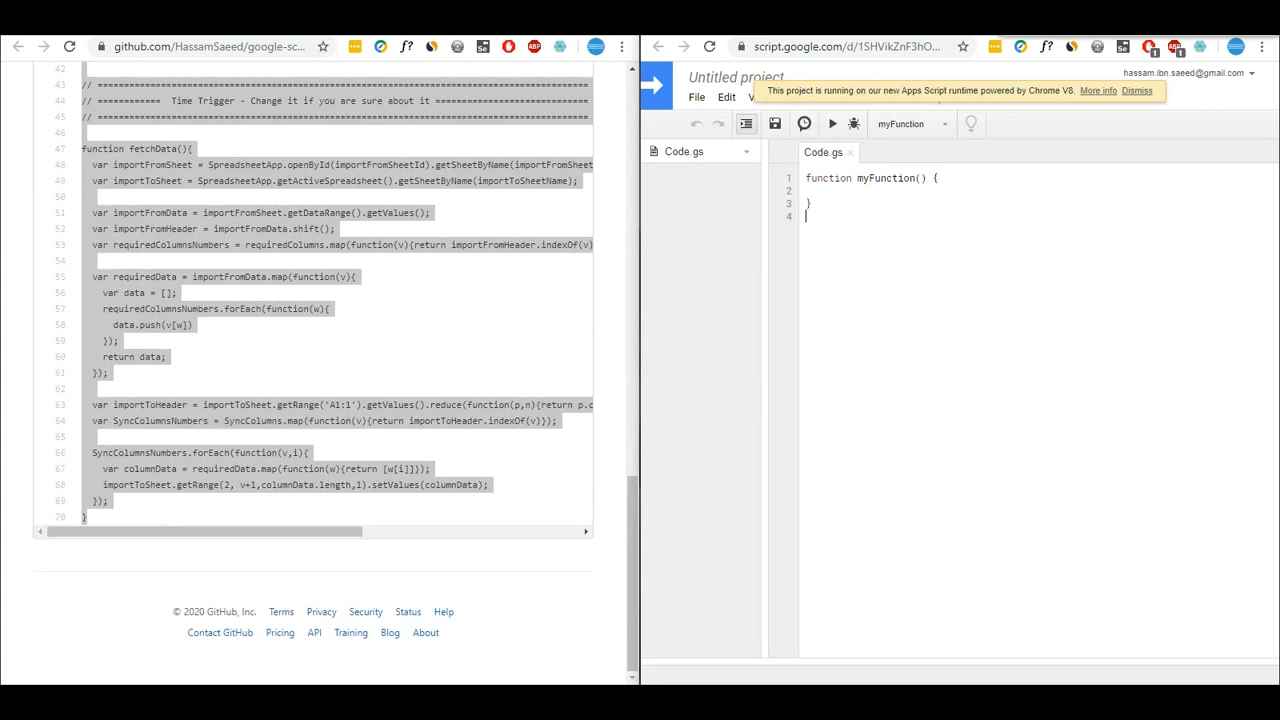 github.com/HassamSaeed/google-sc...
42
43 // ============================================================
44 // ============ Time Trigger - Change it if you are sure about it ============
45 // ============================================================
46
47 function fetchData(){
48 var importFromSheet = SpreadsheetApp.openById(importFromSheetId).getSheetByName(importFromSheet
49 var importToSheet = SpreadsheetApp.getActiveSpreadsheet().getSheetByName(importToSheetName);
50
51 var importFromData = importFromSheet.getDataRange().getValues();
52 var importFromHeader = importFromData.shift();
53 var requiredColumnsNumbers = requiredColumns.map(function(v){return importFromHeader.indexOf(v)
54
55 var requiredData = importFromData.map(function(v){
56 var data = [];
57 requiredColumnsNumbers.forEach(function(w){
58 data.push(v[w])
59 });
60 return data;
61 });
62
63 var importToHeader = importToSheet.getRange('A1:1').getValues().reduce(function(p,n){return p.c
64 var SyncColumnsNumbers = SyncColumns.map(function(v){return importToHeader.indexOf(v)});
65
66 SyncColumnsNumbers.forEach(function(v,i){
67 var columnData = requiredData.map(function(w){return [w[i]]});
68 importToSheet.getRange(2, v+1,columnData.length,1).setValues(columnData);
69 });
70 }
© 2020 GitHub, Inc. Terms Privacy Security Status Help
Contact GitHub Pricing API Training Blog About
script.google.com/d/1SHVikZnF3hO...
Untitled project
hassam.ibn.saeed@gmail.com
This project is running on our new Apps Script runtime powered by Chrome V8. More info Dismiss
File Edit
myFunction
Code.gs
Code.gs
1 function myFunction() {
2
3 }
4